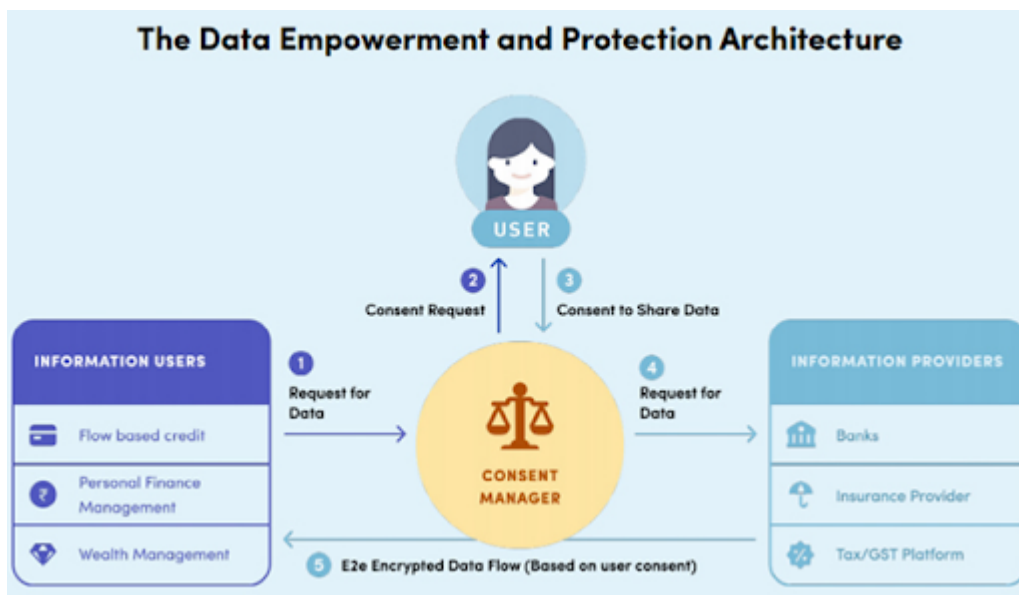 The Data Empowerment and Protection Architecture
USER
2
Consent Request
3
Consent to Share Data
INFORMATION USERS
Flow based credit
₹
Personal Finance
Management
Wealth Management
1
Request for
Data
CONSENT
MANAGER
4
Request for
Data
INFORMATION PROVIDERS
Banks
Insurance Provider
%
Tax/GST Platform
5
E2e Encrypted Data Flow (Based on user consent)